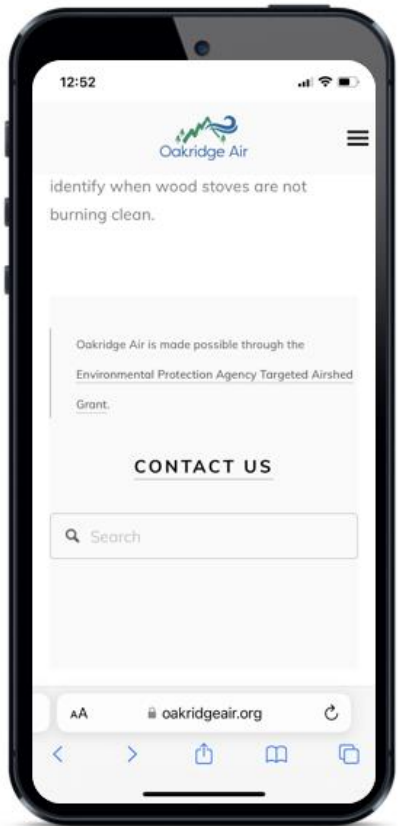 12:52
Oakridge Air
identify when wood stoves are not
burning clean.
Oakridge Air is made possible through the
Environmental Protection Agency Targeted Airshed
Grant.
CONTACT US
Search
AA
oakridgeair.org